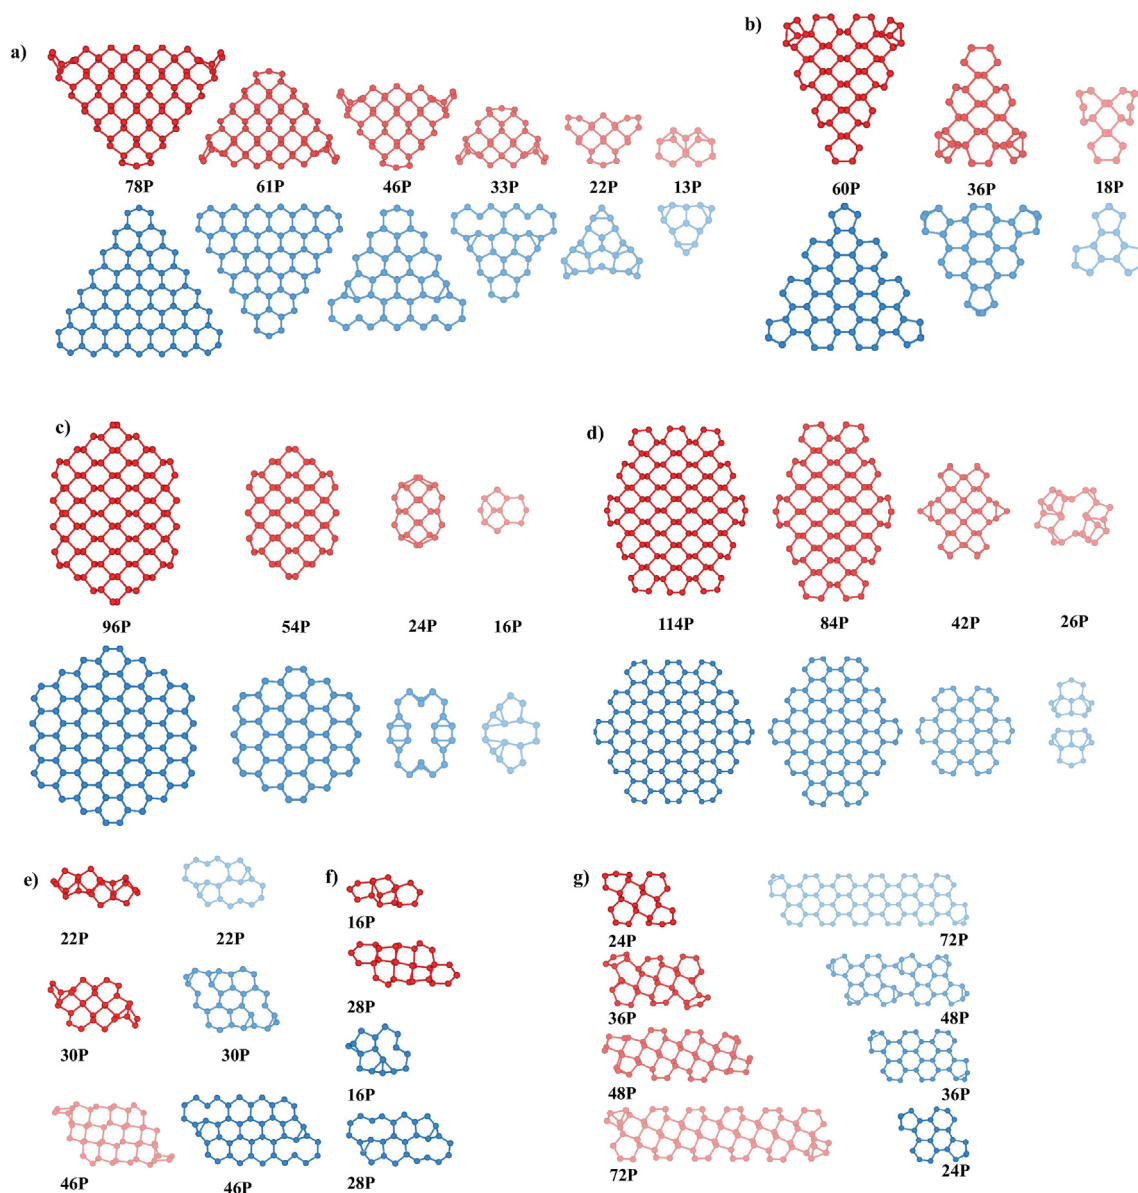 a)
b)
78P 61P 46P 33P 22P 13P
60P 36P 18P
c)
d)
96P 54P 24P 16P
114P 84P 42P 26P
e)
22P 22P
30P 30P
46P 46P
f)
16P
28P
16P
28P
g)
24P 72P
36P 48P
48P 36P
72P 24P